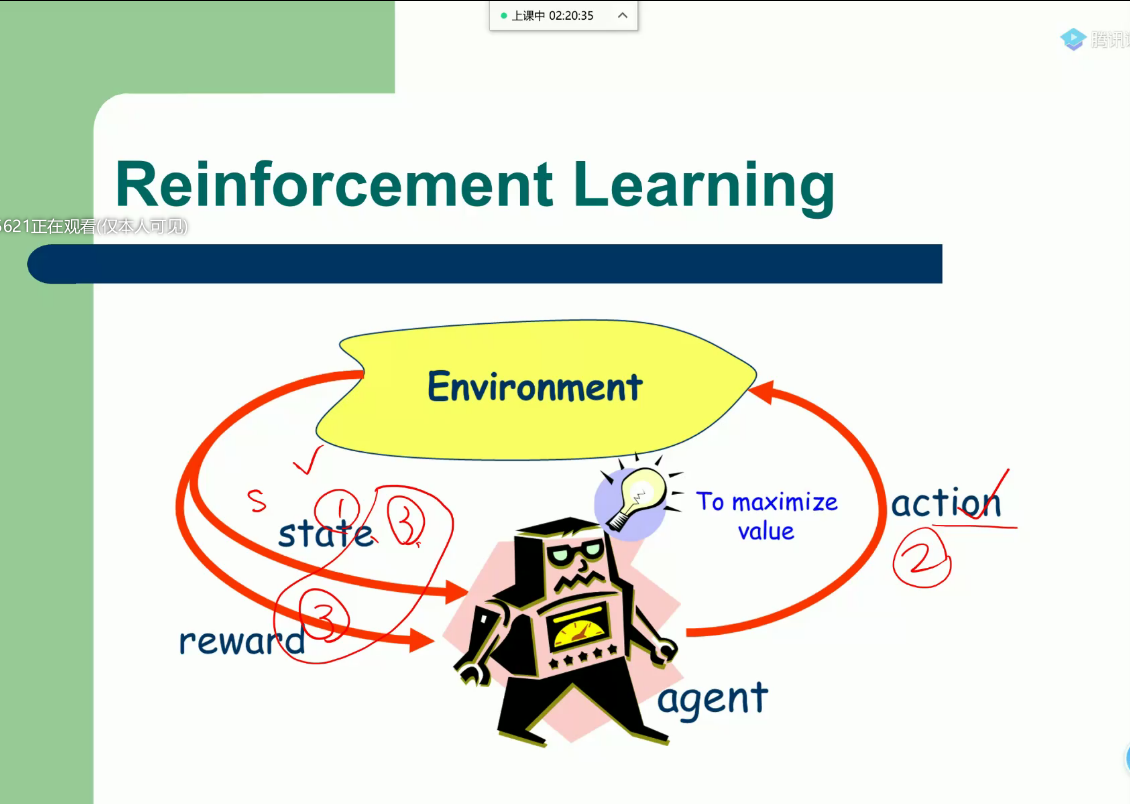 上课中 02:20:35
腾讯
Reinforcement Learning
5621正在观看(仅本人可见)
Environment
To maximize
value
action
②
S
①
③
state
③
reward
agent